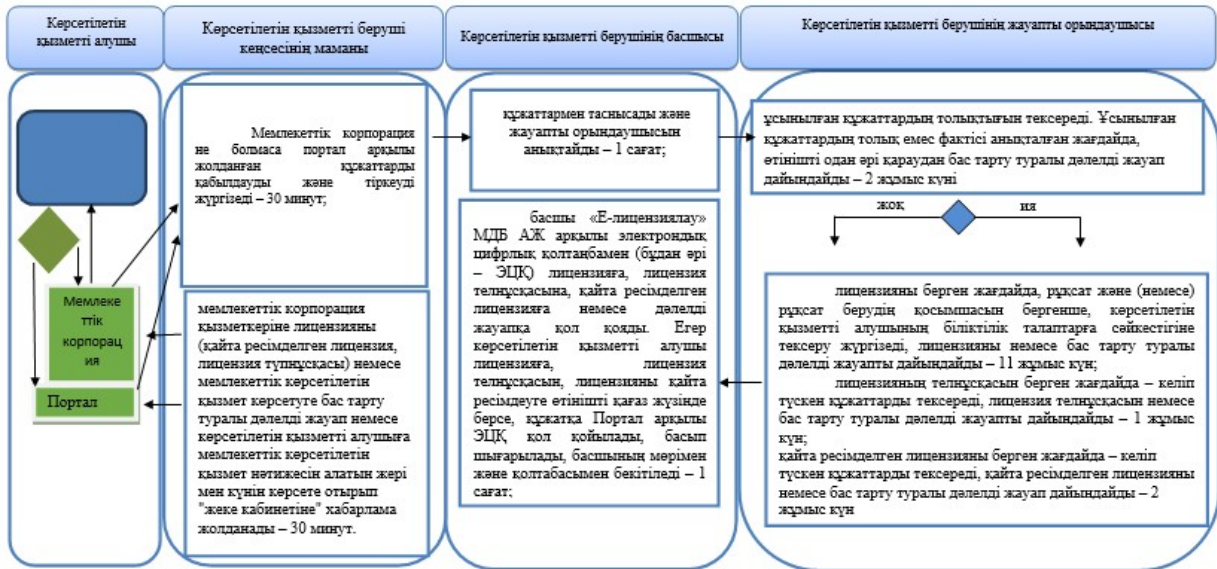 Көрсетілетін
қызметті алушы
Көрсетілетін қызметті беруші
кеңсесінің маманы
Көрсетілетін қызметті берушінің басшысы
Көрсетілетін қызметті берушінің жауапты орындаушысы
Мемлеке
ттік
корпорац
ия
Портал
Мемлекеттік корпорация
не болмаса портал арқылы
жолданған құжаттарды
қабылдауды және тіркеуді
жүргізеді – 30 минут;
мемлекеттік корпорация
қызметкеріне лицензияны
(қайта ресімделген лицензия,
лицензия түпнұсқасы) немесе
мемлекеттік көрсетілетін
қызмет көрсетуге бас тарту
туралы дәлелді жауап немесе
көрсетілетін қызметті алушыға
мемлекеттік көрсетілетін
қызмет нәтижесін алатын жері
мен күнін көрсете отырып
"жеке кабинетіне" хабарлама
жолданады – 30 минут.
құжаттармен таснысады және
жауапты орындаушысын
анықтайды – 1 сағат;
басшы «Е-лицензиялау»
МДБ АЖ арқылы электрондық
цифрлық қолтаңбамен (бұдан әрі
– ЭЦҚ) лицензияға, лицензия
телнұсқасына, қайта ресімделген
лицензияға немесе дәлелді
жауапқа қол қояды. Егер
көрсетілетін қызметті алушы
лицензияға, лицензия
телнұсқасын, лицензияны қайта
ресімдеуге өтінішті қағаз жүзінде
берсе, құжатқа Портал арқылы
ЭЦҚ қол қойылады, басып
шығарылады, басшының мөрімен
және қолтабасымен бекітіледі – 1
сағат;
ұсынылған құжаттардың толықтығын тексереді. Ұсынылған
құжаттардың толық емес фактісі анықталған жағдайда,
өтінішті одан әрі қараудан бас тарту туралы дәлелді жауап
дайындайды – 2 жұмыс күні
жоқ
ия
лицензияны берген жағдайда, рұқсат және (немесе)
рұқсат берудің қосымшасын бергенше, көрсетілетін
қызметті алушының біліктілік талаптарға сәйкестігіне
тексеру жүргізеді, лицензияны немесе бас тарту туралы
дәлелді жауапты дайындайды – 11 жұмыс күн;
лицензияның телнұсқасын берген жағдайда – келіп
түскен құжаттарды тексереді, лицензия телнұсқасын немесе
бас тарту туралы дәлелді жауапты дайындайды – 1 жұмыс
күн;
қайта ресімделген лицензияны берген жағдайда – келіп
түскен құжаттарды тексереді, қайта ресімделген лицензияны
немесе бас тарту туралы дәлелді жауап дайындайды – 2
жұмыс күн